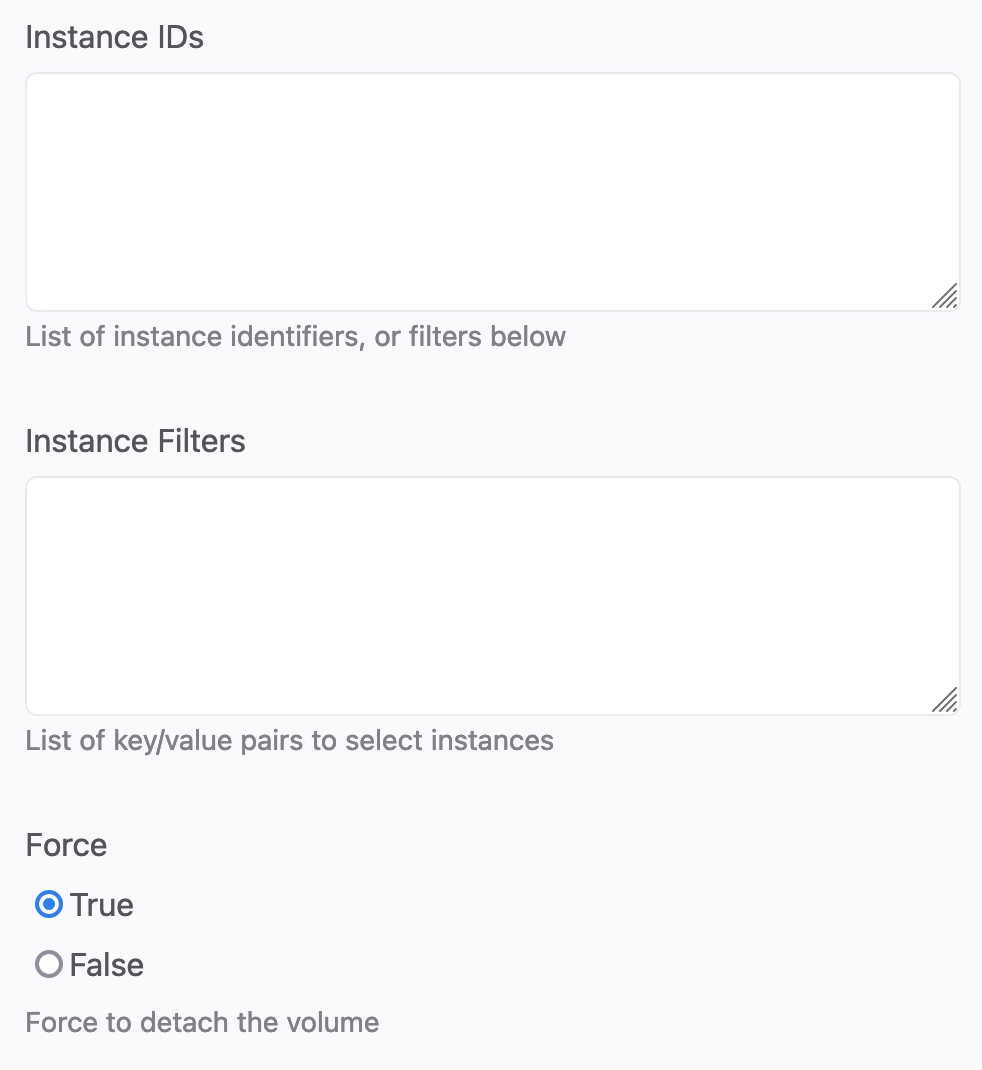 Instance IDs
List of instance identifiers, or filters below
Instance Filters
List of key/value pairs to select instances
Force
True
False
Force to detach the volume